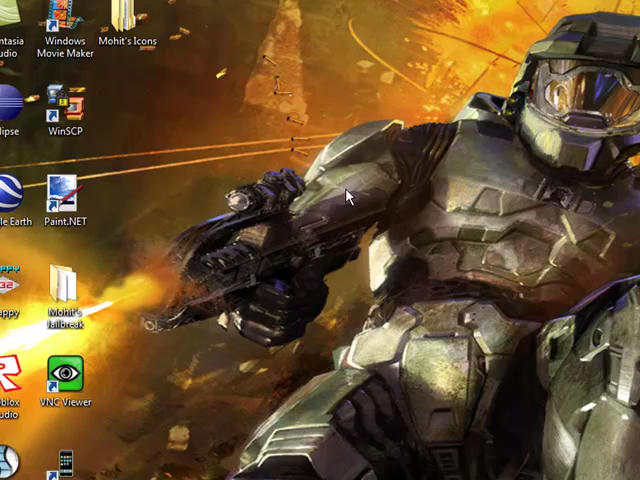 ntasia
udio
Windows
Movie Maker
Mohit's Icons
lipse
WinSCP
le Earth
Paint.NET
appy
Mohit's
Jailbreak
blox
udio
VNC Viewer